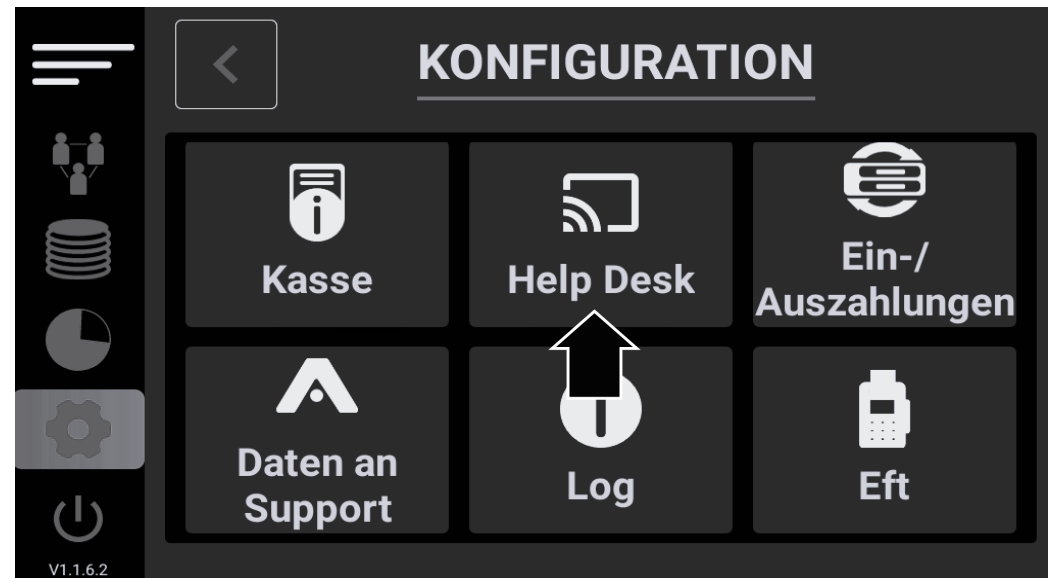 KONFIGURATION
Kasse
Help Desk
Ein-/
Auszahlungen
Daten an
Support
Log
Eft
V1.1.6.2